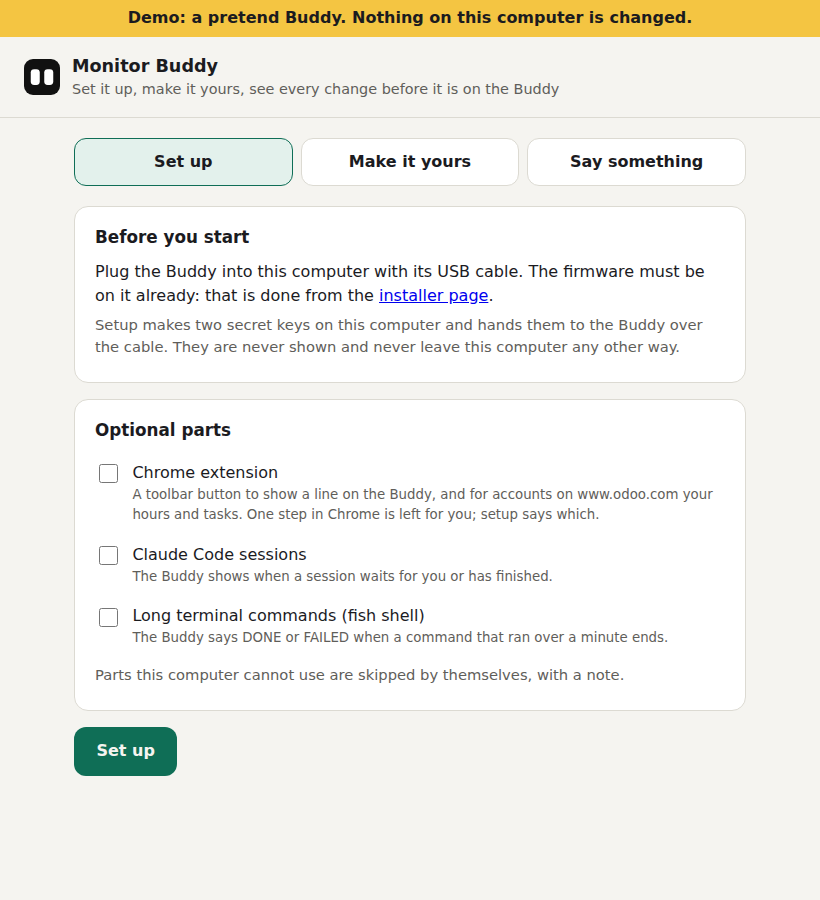 Demo: a pretend Buddy. Nothing on this computer is changed.
Monitor Buddy
Set it up, make it yours, see every change before it is on the Buddy
Set up
Make it yours
Say something
Before you start
Plug the Buddy into this computer with its USB cable. The firmware must be
on it already: that is done from the installer page.
Setup makes two secret keys on this computer and hands them to the Buddy over
the cable. They are never shown and never leave this computer any other way.
Optional parts
Chrome extension
A toolbar button to show a line on the Buddy, and for accounts on www.odoo.com your
hours and tasks. One step in Chrome is left for you; setup says which.
Claude Code sessions
The Buddy shows when a session waits for you or has finished.
Long terminal commands (fish shell)
The Buddy says DONE or FAILED when a command that ran over a minute ends.
Parts this computer cannot use are skipped by themselves, with a note.
Set up